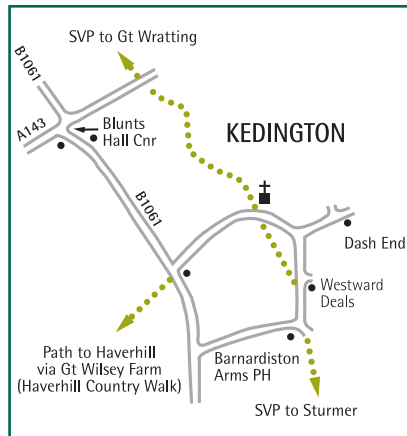 SVP to Gt Wratting
B1061
A143
Blunts
Hall Cnr
KEDINGTON
B1061
Dash End
Westward
Deals
Path to Haverhill
via Gt Wilsey Farm
(Haverhill Country Walk)
Barnardiston
Arms PH
SVP to Sturmer